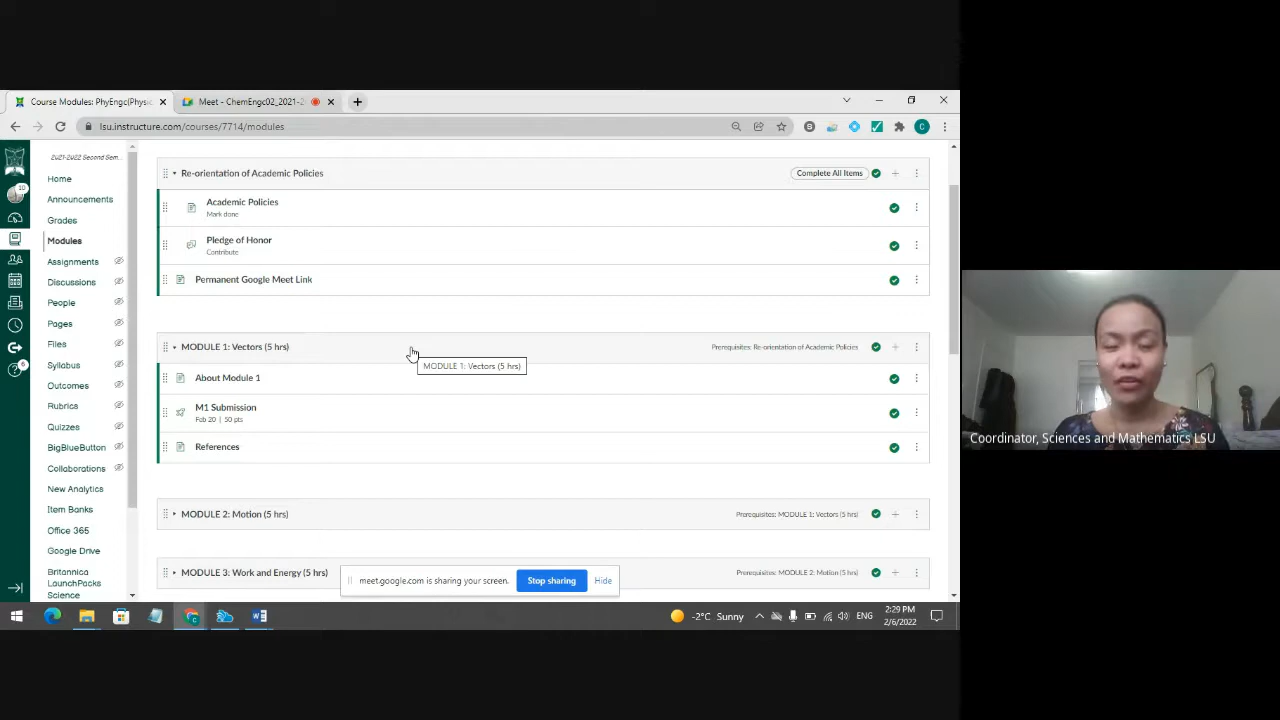 Course Modules: PhyEngc(Physic
Meet - ChemEngc02_2021-2
lsu.instructure.com/courses/7714/modules
C
2021-2022 Second Sem...
10
Home
Announcements
Grades
Modules
Assignments
Discussions
People
Pages
Files
Syllabus
Outcomes
Rubrics
Quizzes
BigBlueButton
Collaborations
New Analytics
Item Banks
Office 365
Google Drive
Britannica
LaunchPacks
Science
6
Re-orientation of Academic Policies
Complete All Items
Academic Policies
Mark done
Pledge of Honor
Contribute
Permanent Google Meet Link
MODULE 1: Vectors (5 hrs)
Prerequisites: Re-orientation of Academic Policies
MODULE 1: Vectors (5 hrs)
About Module 1
M1 Submission
Feb 20 | 50 pts
References
MODULE 2: Motion (5 hrs)
Prerequisites: MODULE 1: Vectors (5 hrs)
MODULE 3: Work and Energy (5 hrs)
Prerequisites: MODULE 2: Motion (5 hrs)
meet.google.com is sharing your screen.
Stop sharing
Hide
-2°C Sunny
ENG
2:29 PM
2/6/2022
Coordinator, Sciences and Mathematics LSU